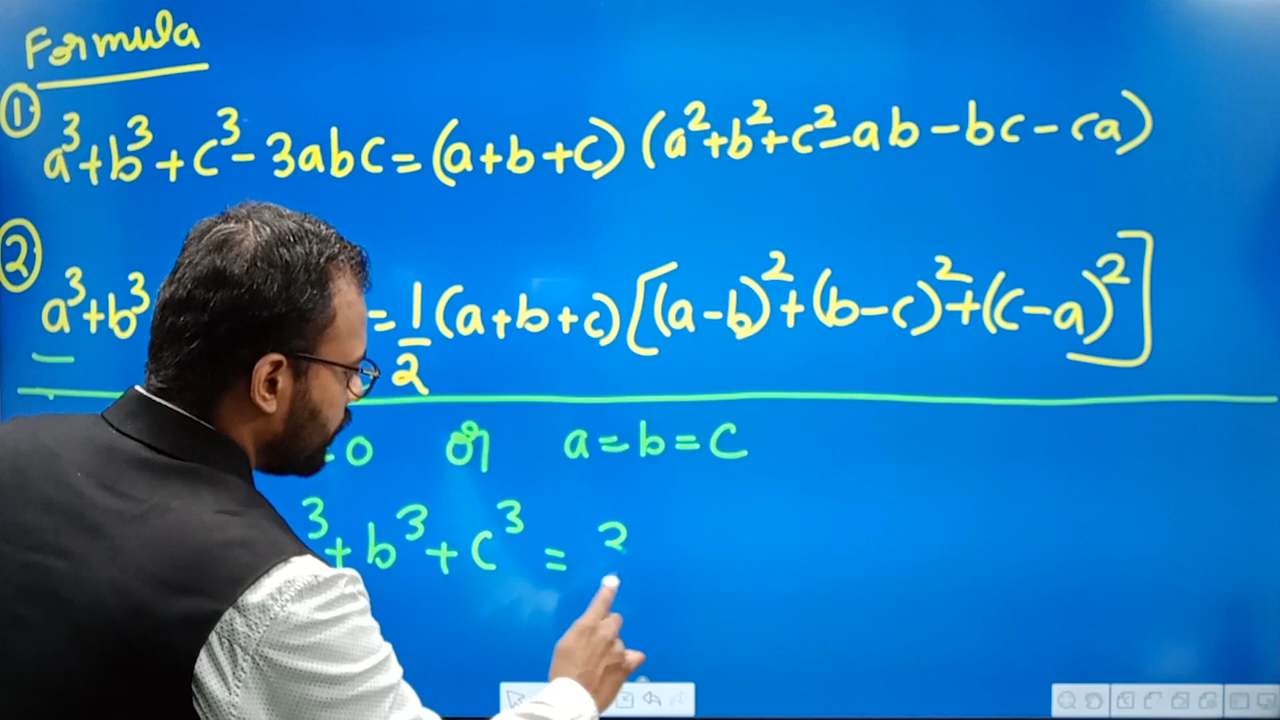 Formula
① a³+b³+c³-3abc=(a+b+c)(a²+b²+c²-ab-bc-ca)
② a³+b³ =1/2(a+b+c)[(a-b)²+(b-c)²+(c-a)²]
0 or a=b=c
³+b³+c³=